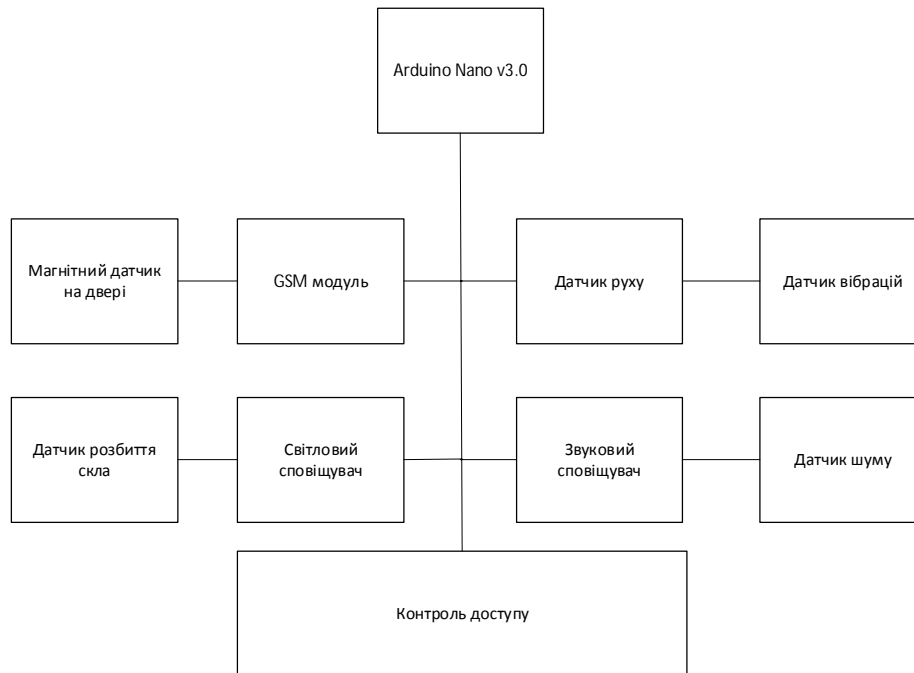 Arduino Nano v3.0
Магнітний датчик
на двері
GSM модуль
Датчик руху
Датчик вібрацій
Датчик розбиття
скла
Світловий
сповіщувач
Звуковий
сповіщувач
Датчик шуму
Контроль доступу